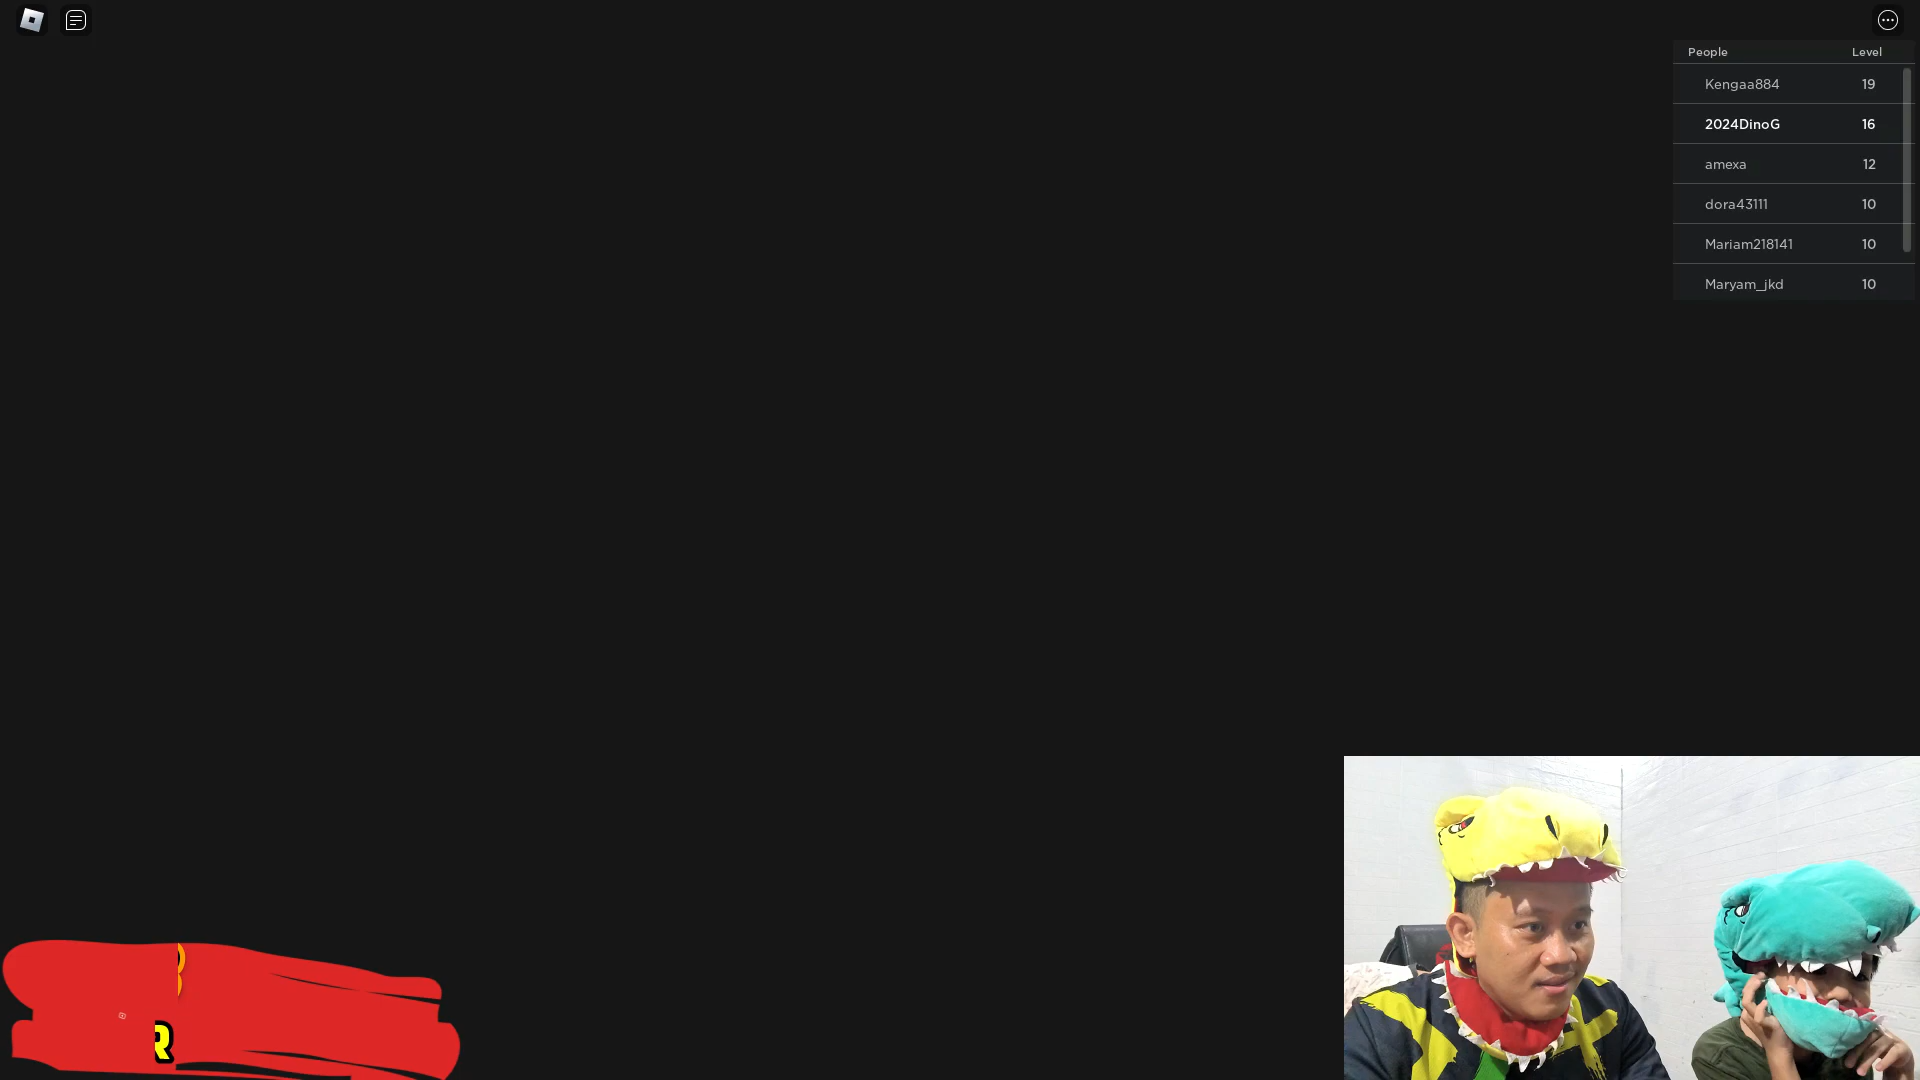 People Level
Kengaa884 19
2024DinoG 16
amexa 12
dora43111 10
Mariam218141 10
Maryam_jkd 10
R